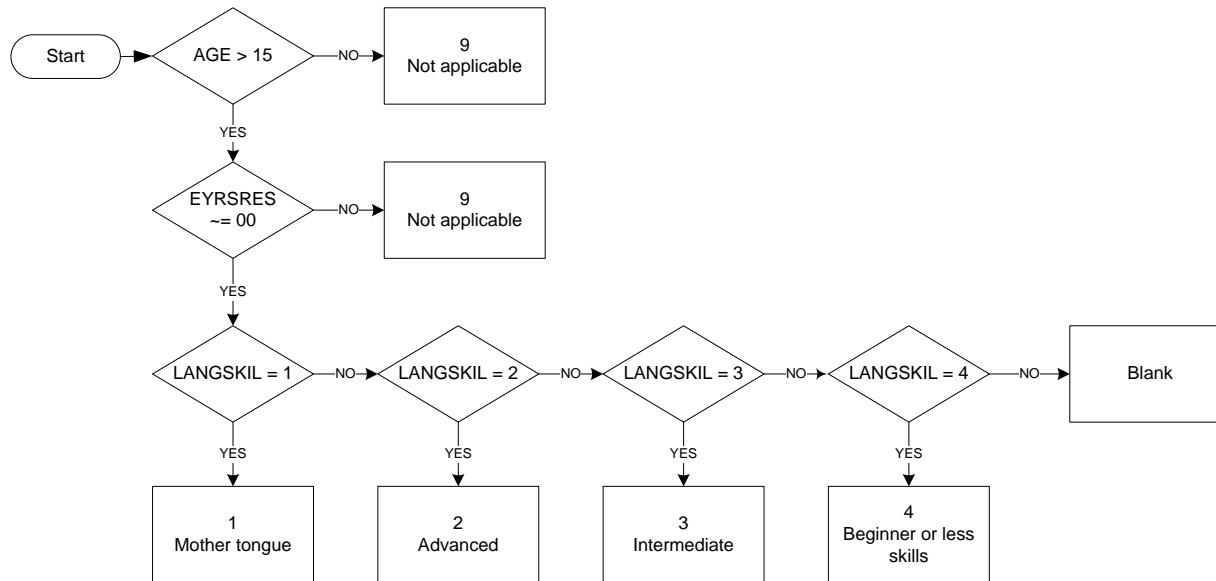 Start
AGE > 15
NO
9
Not applicable
YES
EYRSRES
~= 00
NO
9
Not applicable
YES
LANGSKIL = 1
NO
LANGSKIL = 2
NO
LANGSKIL = 3
NO
LANGSKIL = 4
NO
Blank
YES
YES
YES
YES
1
Mother tongue
2
Advanced
3
Intermediate
4
Beginner or less
skills